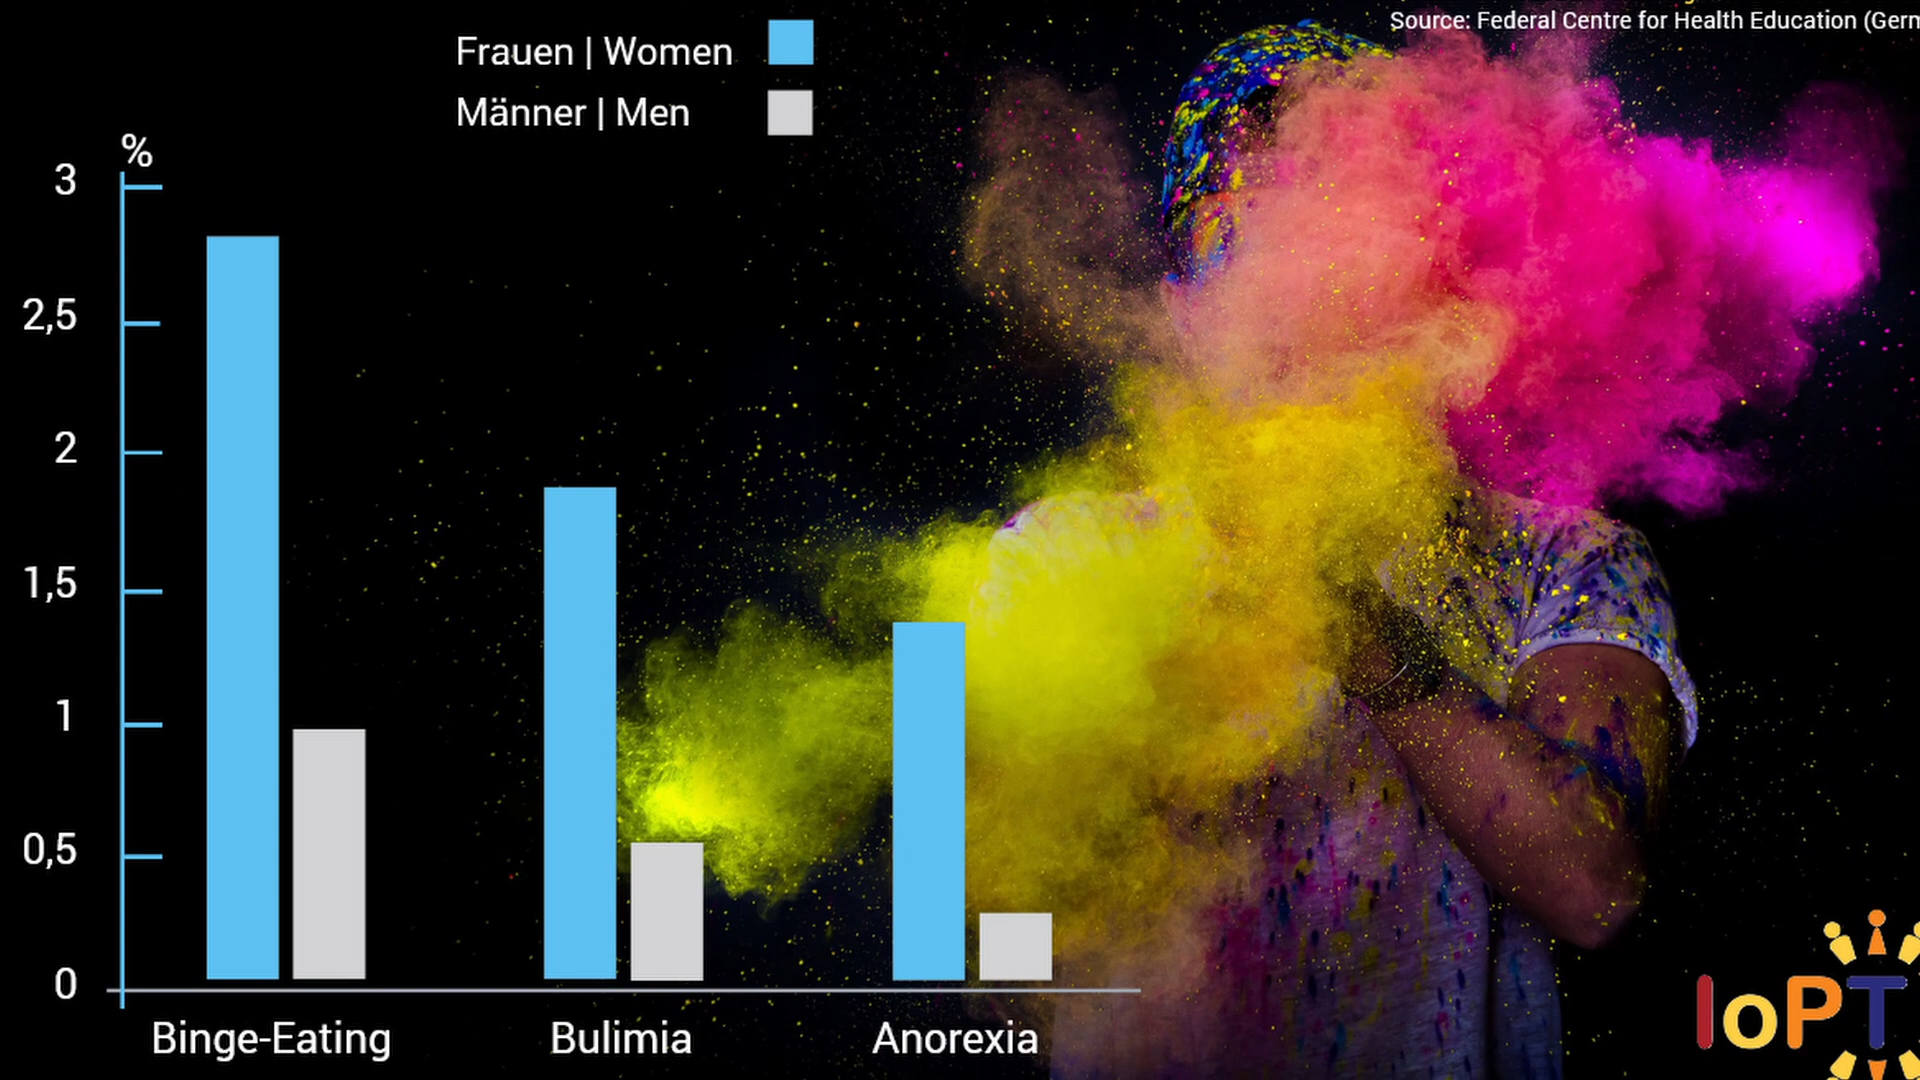 Source: Federal Centre for Health Education (Germ
Frauen | Women
Männer | Men
%
3
2,5
2
1,5
1
0,5
0
Binge-Eating
Bulimia
Anorexia
IoPT